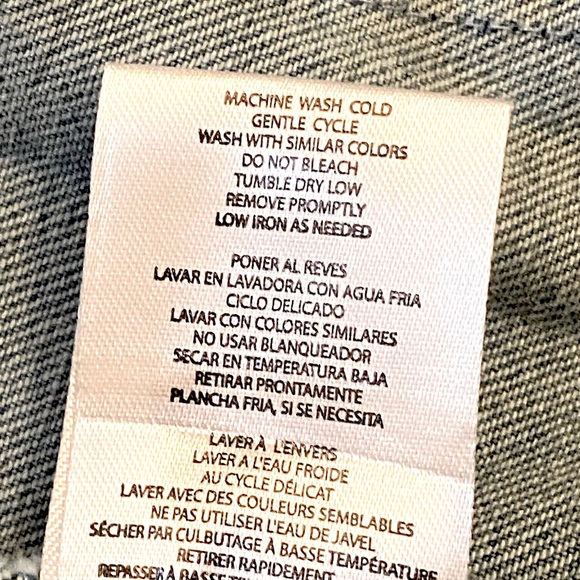 MACHINE WASH COLD
GENTLE CYCLE
WASH WITH SIMILAR COLORS
DO NOT BLEACH
TUMBLE DRY LOW
REMOVE PROMPTLY
LOW IRON AS NEEDED
PONER AL REVES
LAVAR EN LAVADORA CON AGUA FRIA
CICLO DELICADO
LAVAR CON COLORES SIMILARES
NO USAR BLANQUEADOR
SECAR EN TEMPERATURA BAJA
RETIRAR PRONTAMENTE
PLANCHA FRIA, SI SE NECESITA
LAVER À L'ENVERS
LAVER A L'EAU FROIDE
AU CYCLE DÉLICAT
LAVER AVEC DES COULEURS SEMBLABLES
NE PAS UTILISER L'EAU DE JAVEL
SÉCHER PAR CULBUTAGE À BASSE TEMPÉRATURE
RETIRER RAPIDEMENT
REPASSER À BASSE